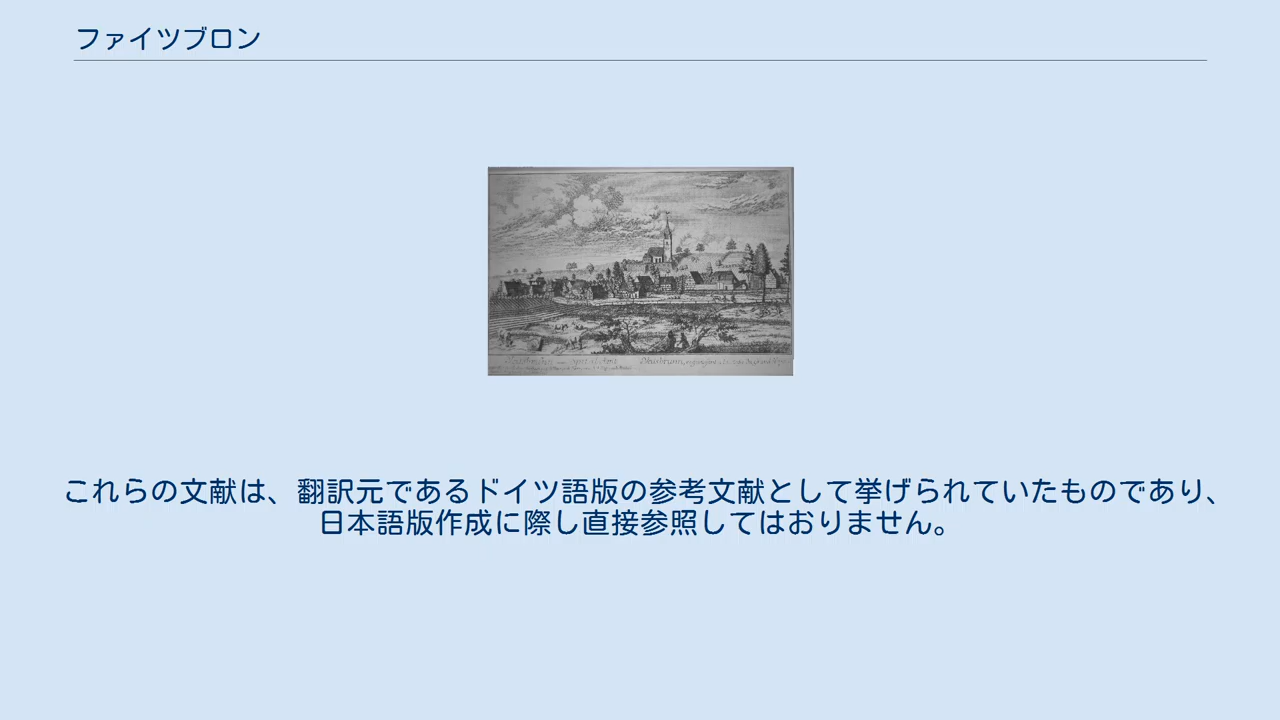 ファイツブロン
これらの文献は、翻訳元であるドイツ語版の参考文献として挙げられていたものであり、
日本語版作成に際し直接参照してはおりません。